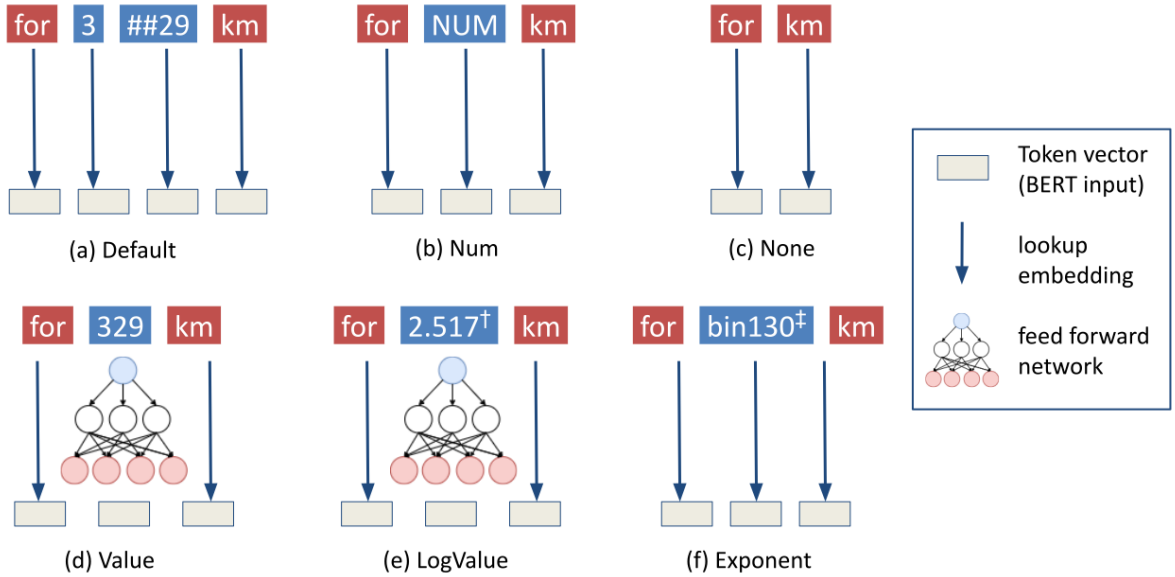 for 3 ##29 km
(a) Default
for NUM km
(b) Num
for km
(c) None
for 329 km
(d) Value
for 2.517† km
(e) LogValue
for bin130‡ km
(f) Exponent
Token vector
(BERT input)
lookup
embedding
feed forward
network